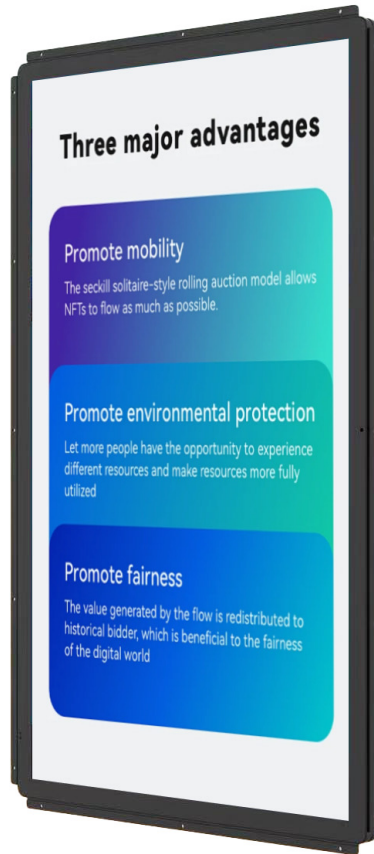 Three major advantages
Promote mobility
The seckill solitaire-style rolling auction model allows
NFTs to flow as much as possible.
Promote environmental protection
Let more people have the opportunity to experience
different resources and make resources more fully
utilized
Promote fairness
The value generated by the flow is redistributed to
historical bidder, which is beneficial to the fairness
of the digital world